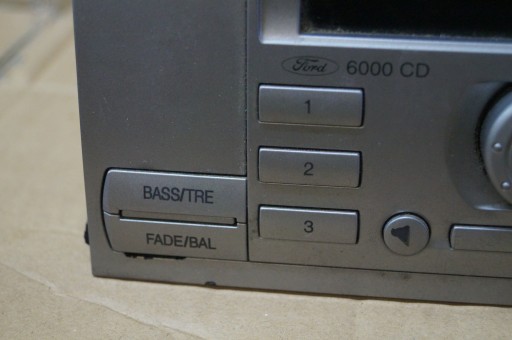 Ford 6000 CD
1
2
3
BASS/TRE
FADE/BAL